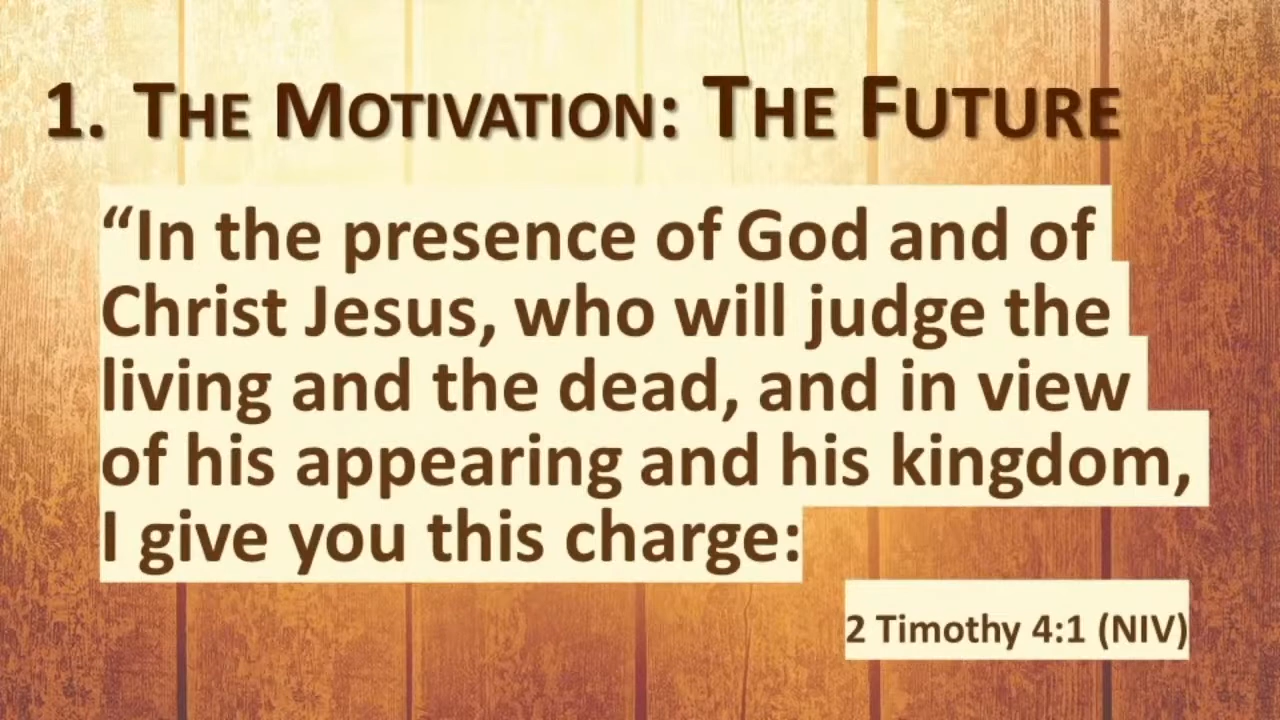 1. The Motivation: The Future
“In the presence of God and of
Christ Jesus, who will judge the
living and the dead, and in view
of his appearing and his kingdom,
I give you this charge:
2 Timothy 4:1 (NIV)